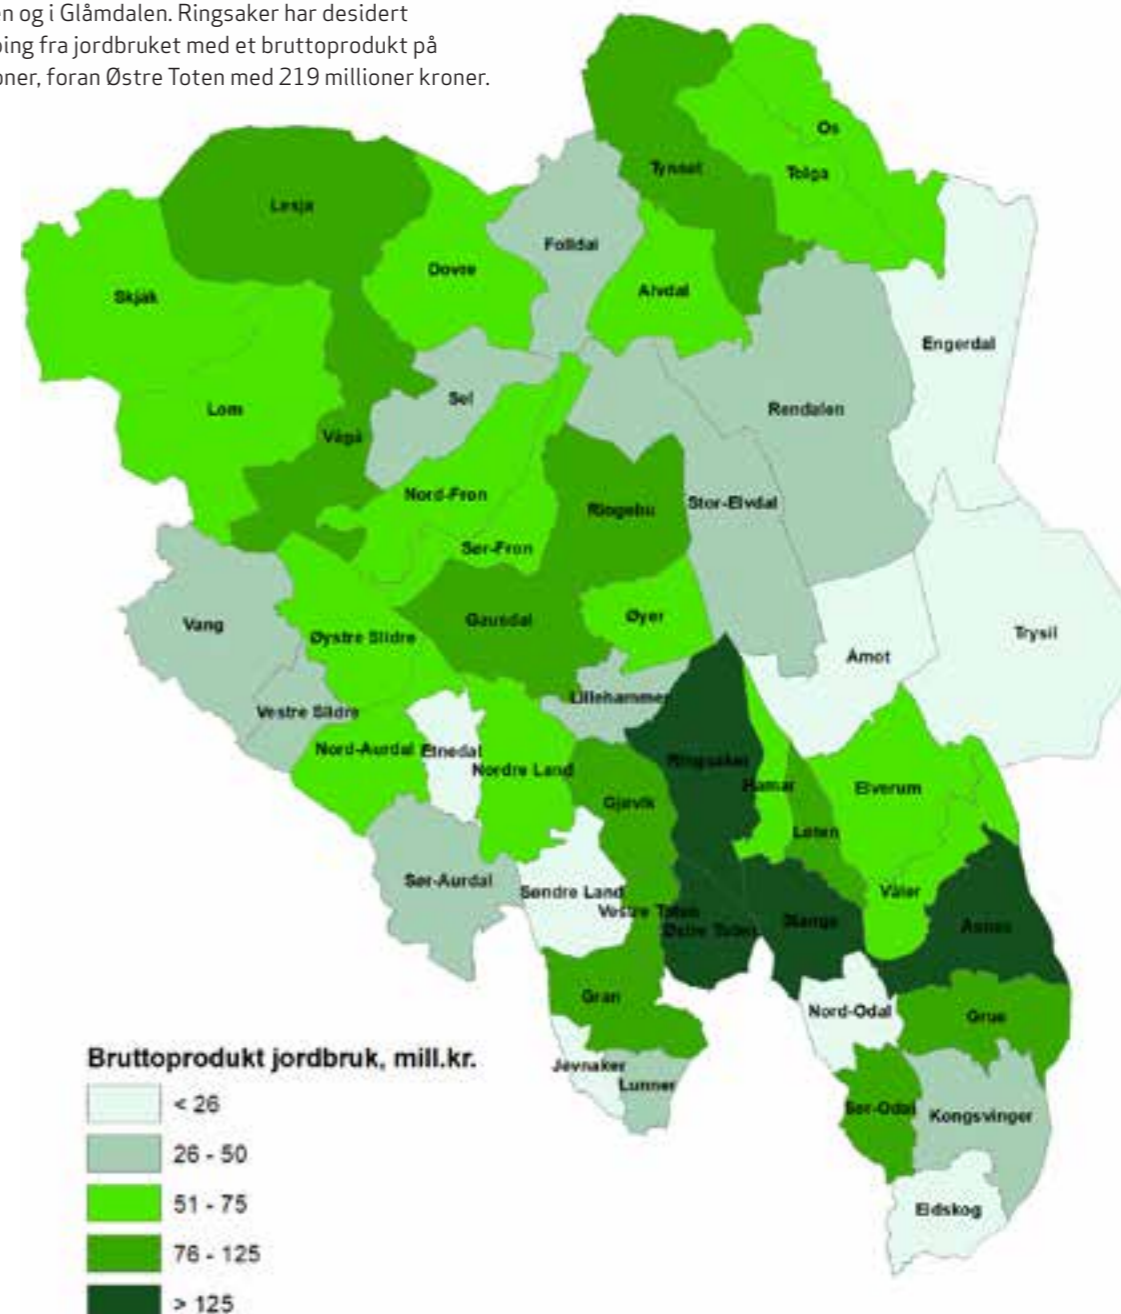 en og i Glåmdalen. Ringsaker har desidert
ping fra jordbruket med et bruttoprodukt på
oner, foran Østre Toten med 219 millioner kroner.
Os
Tynset
Tolga
Lesja
Folldal
Dovre
Alvdal
Skjåk
Engerdal
Sel
Lom
Rendalen
Vågå
Nord-Fron
Stor-Elvdal
Ringebu
Sør-Fron
Øyer
Gausdal
Vang
Øystre Slidre
Trysil
Åmot
Lillehammer
Vestre Slidre
Nord-Aurdal
Etnedal
Nordre Land
Ringsaker
Hamar
Elverum
Gjøvik
Løten
Sør-Aurdal
Søndre Land
Våler
Vestre Toten
Østre Toten
Stange
Åsnes
Gran
Nord-Odal
Grue
Jevnaker
Lunner
Sør-Odal
Kongsvinger
Eidskog
Bruttoprodukt jordbruk, mill.kr.
< 26
26 - 50
51 - 75
76 - 125
> 125